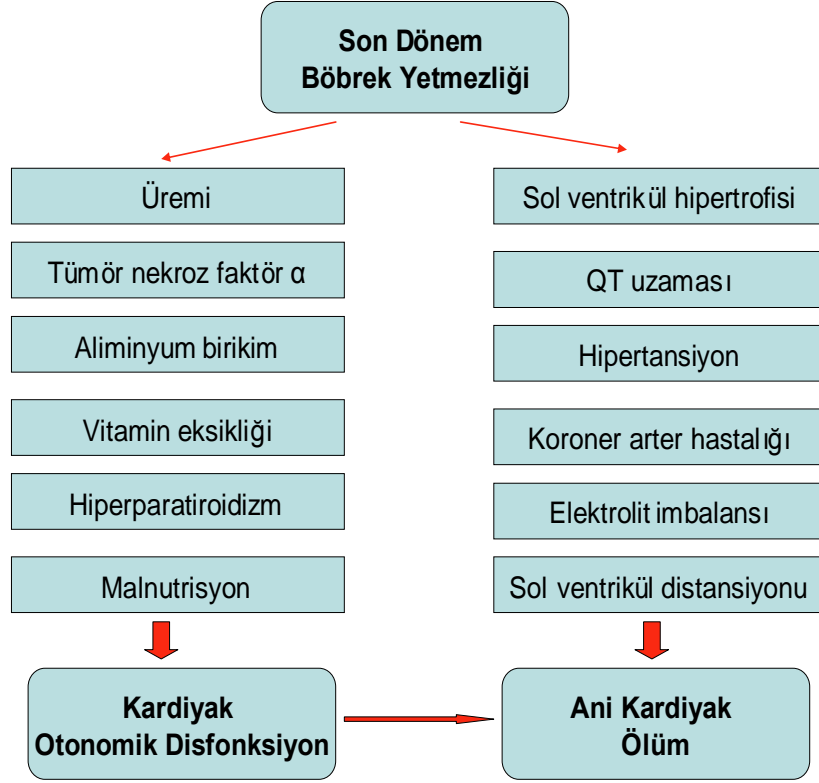 Son Dönem
Böbrek Yetmezliği
Üremi
Tümör nekroz faktör α
Aliminyum birikim
Vitamin eksikliği
Hiperparatiroidizm
Malnutrisyon
Kardiyak
Otonomik Disfonksiyon
Sol ventrikül hipertrofisi
QT uzaması
Hipertansiyon
Koroner arter hastalığı
Elektrolit imbalansı
Sol ventrikül distansiyonu
Ani Kardiyak
Ölüm